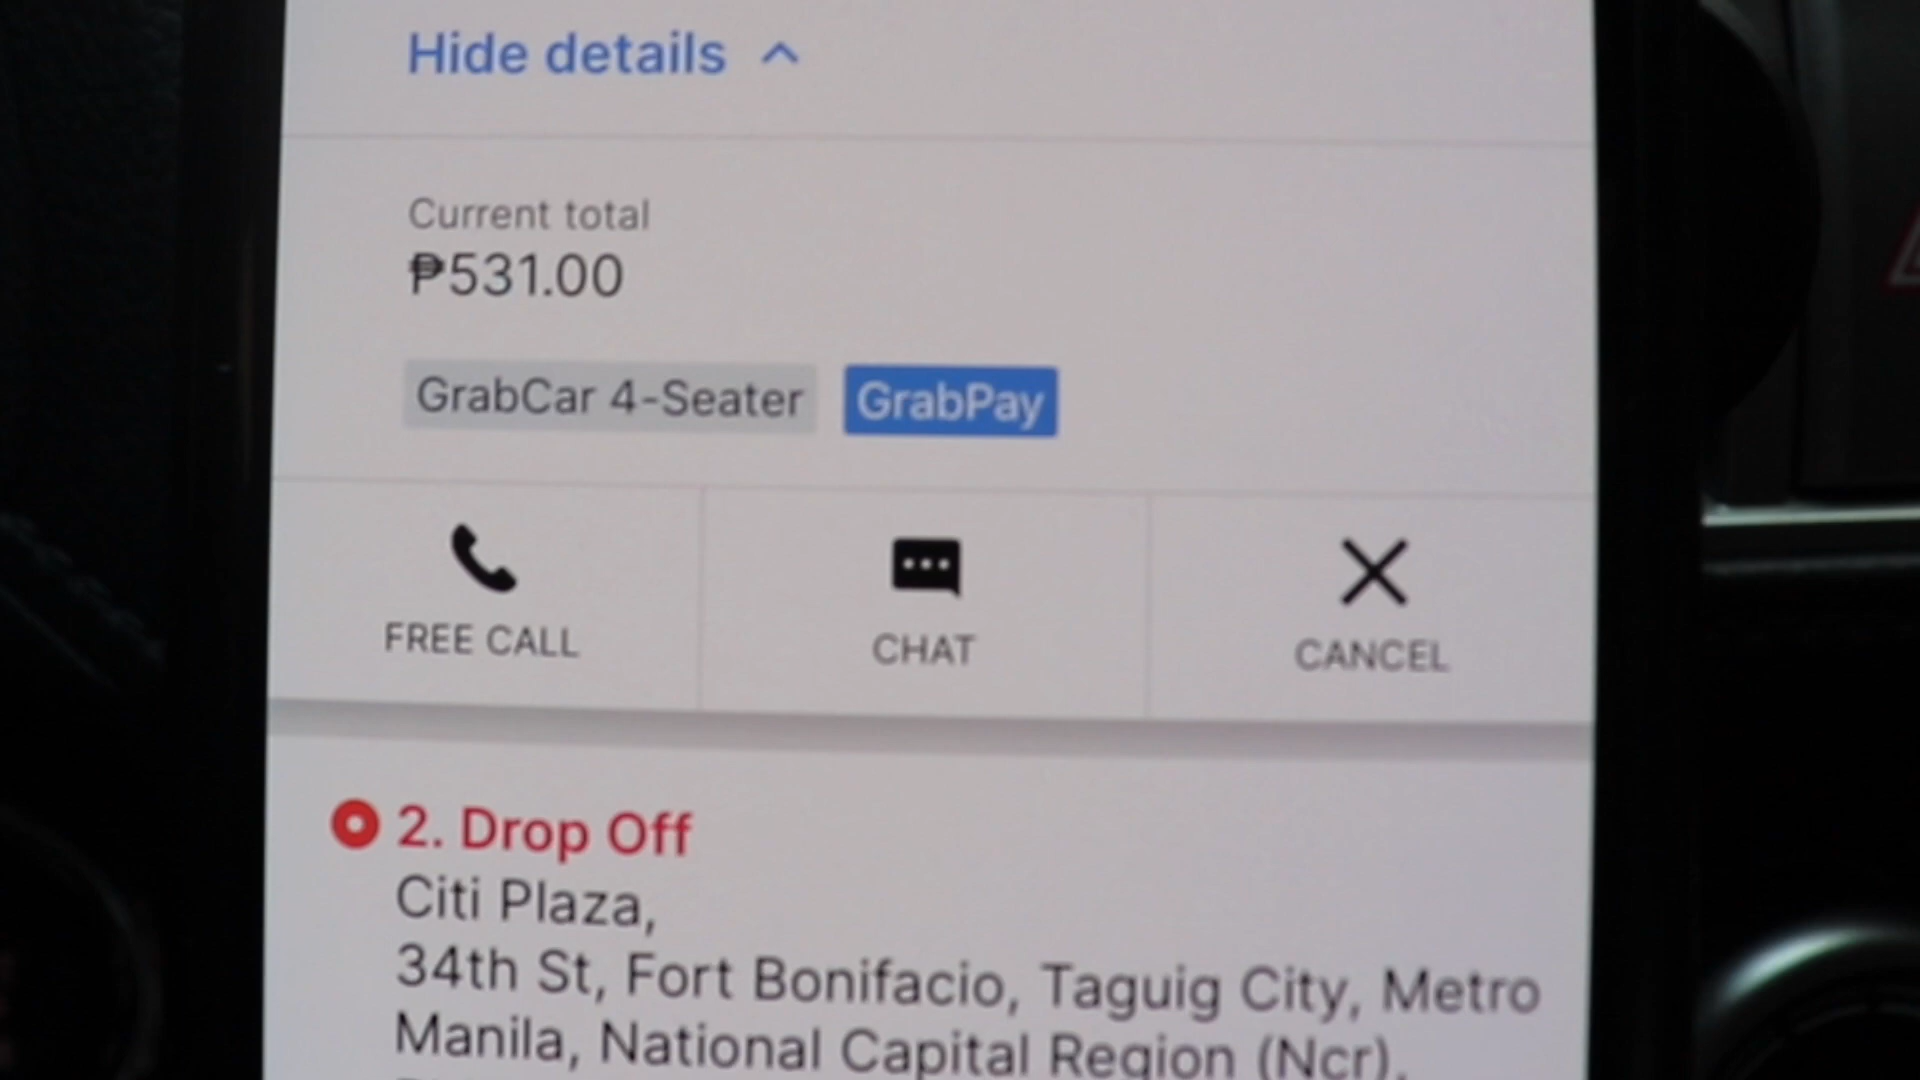 Hide details
Current total
₱531.00
GrabCar 4-Seater GrabPay
FREE CALL CHAT CANCEL
2. Drop Off
Citi Plaza,
34th St, Fort Bonifacio, Taguig City, Metro
Manila, National Capital Region (Ncr),